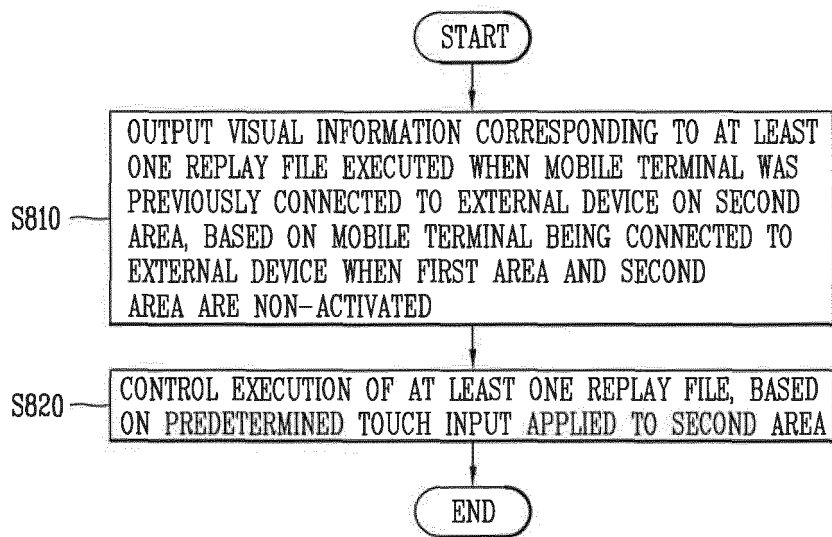 START
OUTPUT VISUAL INFORMATION CORRESPONDING TO AT LEAST
ONE REPLAY FILE EXECUTED WHEN MOBILE TERMINAL WAS
PREVIOUSLY CONNECTED TO EXTERNAL DEVICE ON SECOND
AREA, BASED ON MOBILE TERMINAL BEING CONNECTED TO
EXTERNAL DEVICE WHEN FIRST AREA AND SECOND
AREA ARE NON-ACTIVATED
S810
CONTROL EXECUTION OF AT LEAST ONE REPLAY FILE, BASED
ON PREDETERMINED TOUCH INPUT APPLIED TO SECOND AREA
S820
END